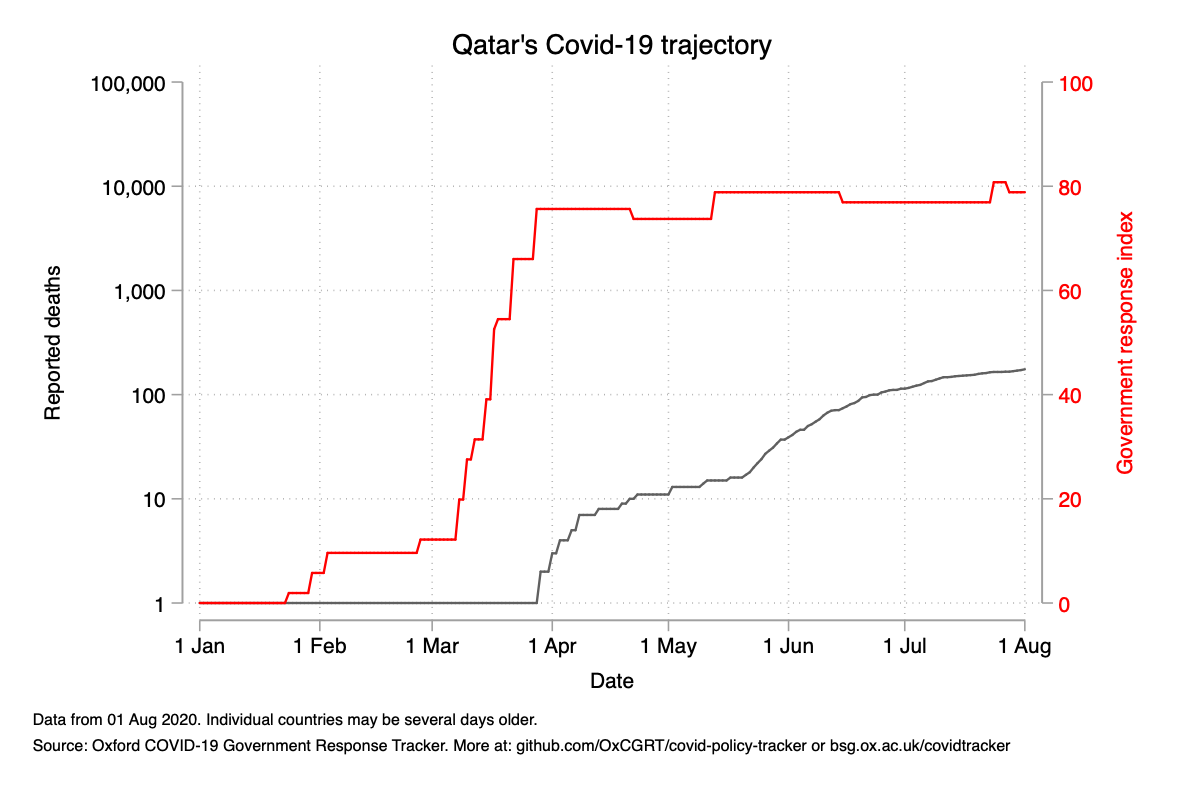 Qatar's Covid-19 trajectory
100,000
10,000
1,000
100
10
1
Reported deaths
100
80
60
40
20
0
Government response index
1 Jan 1 Feb 1 Mar 1 Apr 1 May 1 Jun 1 Jul 1 Aug
Date
Data from 01 Aug 2020. Individual countries may be several days older.
Source: Oxford COVID-19 Government Response Tracker. More at: github.com/OxCGRT/covid-policy-tracker or bsg.ox.ac.uk/covidtracker